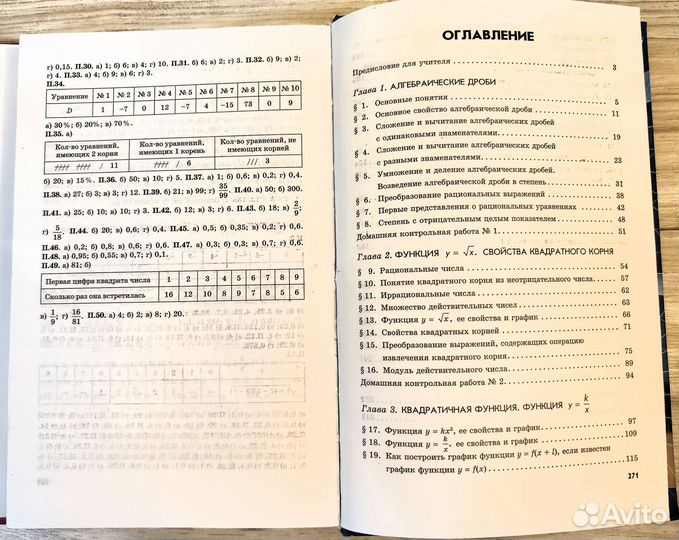 г) 0,15. П.30. а) 1; б) 6; в) 4; г) 10. П.31. б) 6; в) 2; г) 3. П.32. б) 9; в) 2;
г) 4. П.33. а) 4; б) 9; в) 6; г) 3.
П.34.
Уравнение № 1 № 2 № 3 № 4 № 5 № 6 № 7 № 8 № 9 № 10
D 1 –7 0 12 –7 4 –15 73 0 9
а) 30%; б) 20%; в) 70%.
П.35. а)
Кол-во уравнений, имеющих 2 корня Кол-во уравнений, имеющих 1 корень Кол-во уравнений, не имеющих корней
//// //// / 11 //// / 6 /// 3
б) 20; в) 15%. П.36. б) 50; в) 10; г) 5. П.37. а) 1; б) 0,6; в) 0,2; г) 0,4.
П.38. а) 27; б) 3; в) 3; г) 12. П.39. б) 21; в) 99; г) 35/99. П.40. а) 50; б) 300.
П.41. а) 25; б) 10; в) 10; г) 3. П.42. б) 12; в) 3; г) 6. П.43. б) 18; в) 2/9;
г) 5/18. П.44. б) 20; в) 0,6; г) 0,4. П.45. а) 0,5; б) 0,35; в) 0,2; г) 0,6.
П.46. а) 0,2; б) 0,8; в) 0,6; г) 0,6. П.47. а) 0,3; б) 0,3; в) 0,7; г) 0,6.
П.48. а) 0,95; б) 0,55; в) 0,7; г) 0,1.
П.49. а) 81; б)
Первая цифра квадрата числа 1 2 3 4 5 6 7 8 9
Сколько раз она встретилась 16 12 10 8 9 8 6 6 6
в) 1/9; г) 16/81. П.50. а) 4; б) 2; в) 8; г) 20.
ОГЛАВЛЕНИЕ
Предисловие для учителя 3
Глава 1. АЛГЕБРАИЧЕСКИЕ ДРОБИ
§ 1. Основные понятия 5
§ 2. Основное свойство алгебраической дроби 11
§ 3. Сложение и вычитание алгебраических дробей
с одинаковыми знаменателями 19
§ 4. Сложение и вычитание алгебраических дробей
с разными знаменателями 23
§ 5. Умножение и деление алгебраических дробей.
Возведение алгебраической дроби в степень 31
§ 6. Преобразование рациональных выражений 38
§ 7. Первые представления о рациональных уравнениях 42
§ 8. Степень с отрицательным целым показателем 48
Домашняя контрольная работа № 1 51
Глава 2. ФУНКЦИЯ y = √x. СВОЙСТВА КВАДРАТНОГО КОРНЯ
§ 9. Рациональные числа 54
§ 10. Понятие квадратного корня из неотрицательного числа 57
§ 11. Иррациональные числа 62
§ 12. Множество действительных чисел 63
§ 13. Функция y = √x, ее свойства и график 66
§ 14. Свойства квадратных корней 71
§ 15. Преобразование выражений, содержащих операцию
извлечения квадратного корня 75
§ 16. Модуль действительного числа 89
Домашняя контрольная работа № 2 94
Глава 3. КВАДРАТИЧНАЯ ФУНКЦИЯ. ФУНКЦИЯ y = k/x
§ 17. Функция y = kx², ее свойства и график 97
§ 18. Функция y = k/x, ее свойства и график 109
§ 19. Как построить график функции y = f(x + l), если известен
график функции y = f(x) 115
271
Avito